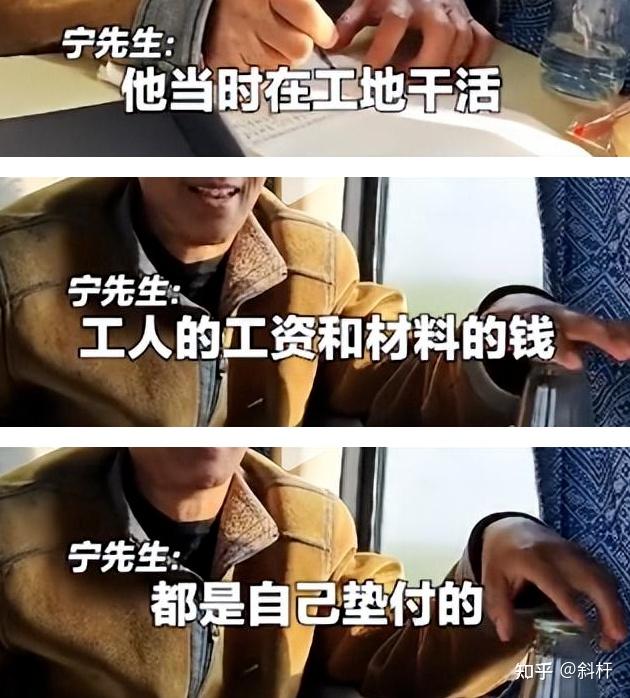 宁先生:
他当时在工地干活
宁先生:
工人的工资和材料的钱
宁先生:
都是自己垫付的
知乎 @斜杆